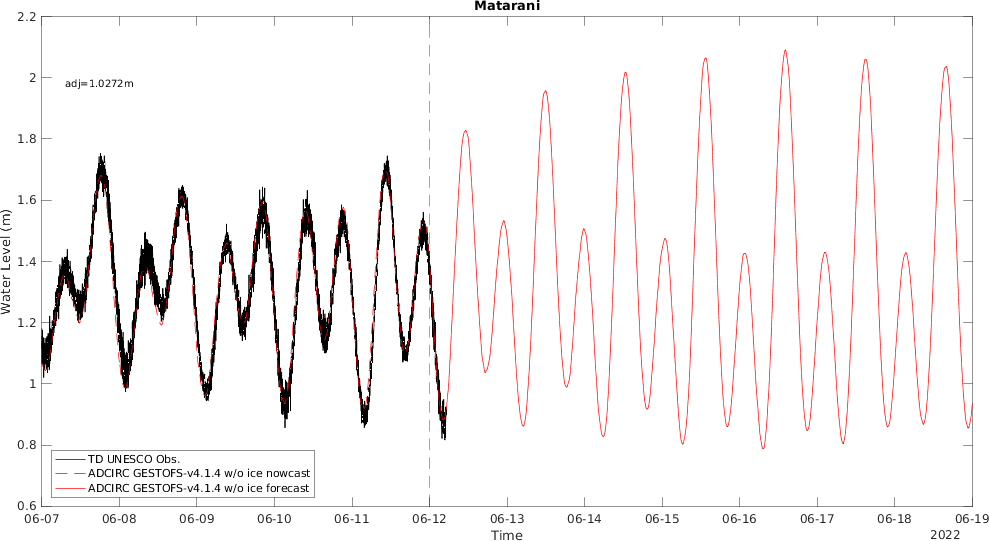 Matarani
2.2
2
1.8
1.6
1.4
1.2
1
0.8
0.6
Water Level (m)
adj=1.0272m
TD UNESCO Obs.
ADCIRC GESTOFS-v4.1.4 w/o ice nowcast
ADCIRC GESTOFS-v4.1.4 w/o ice forecast
06-07 06-08 06-09 06-10 06-11 06-12 06-13 06-14 06-15 06-16 06-17 06-18 06-19
Time
2022